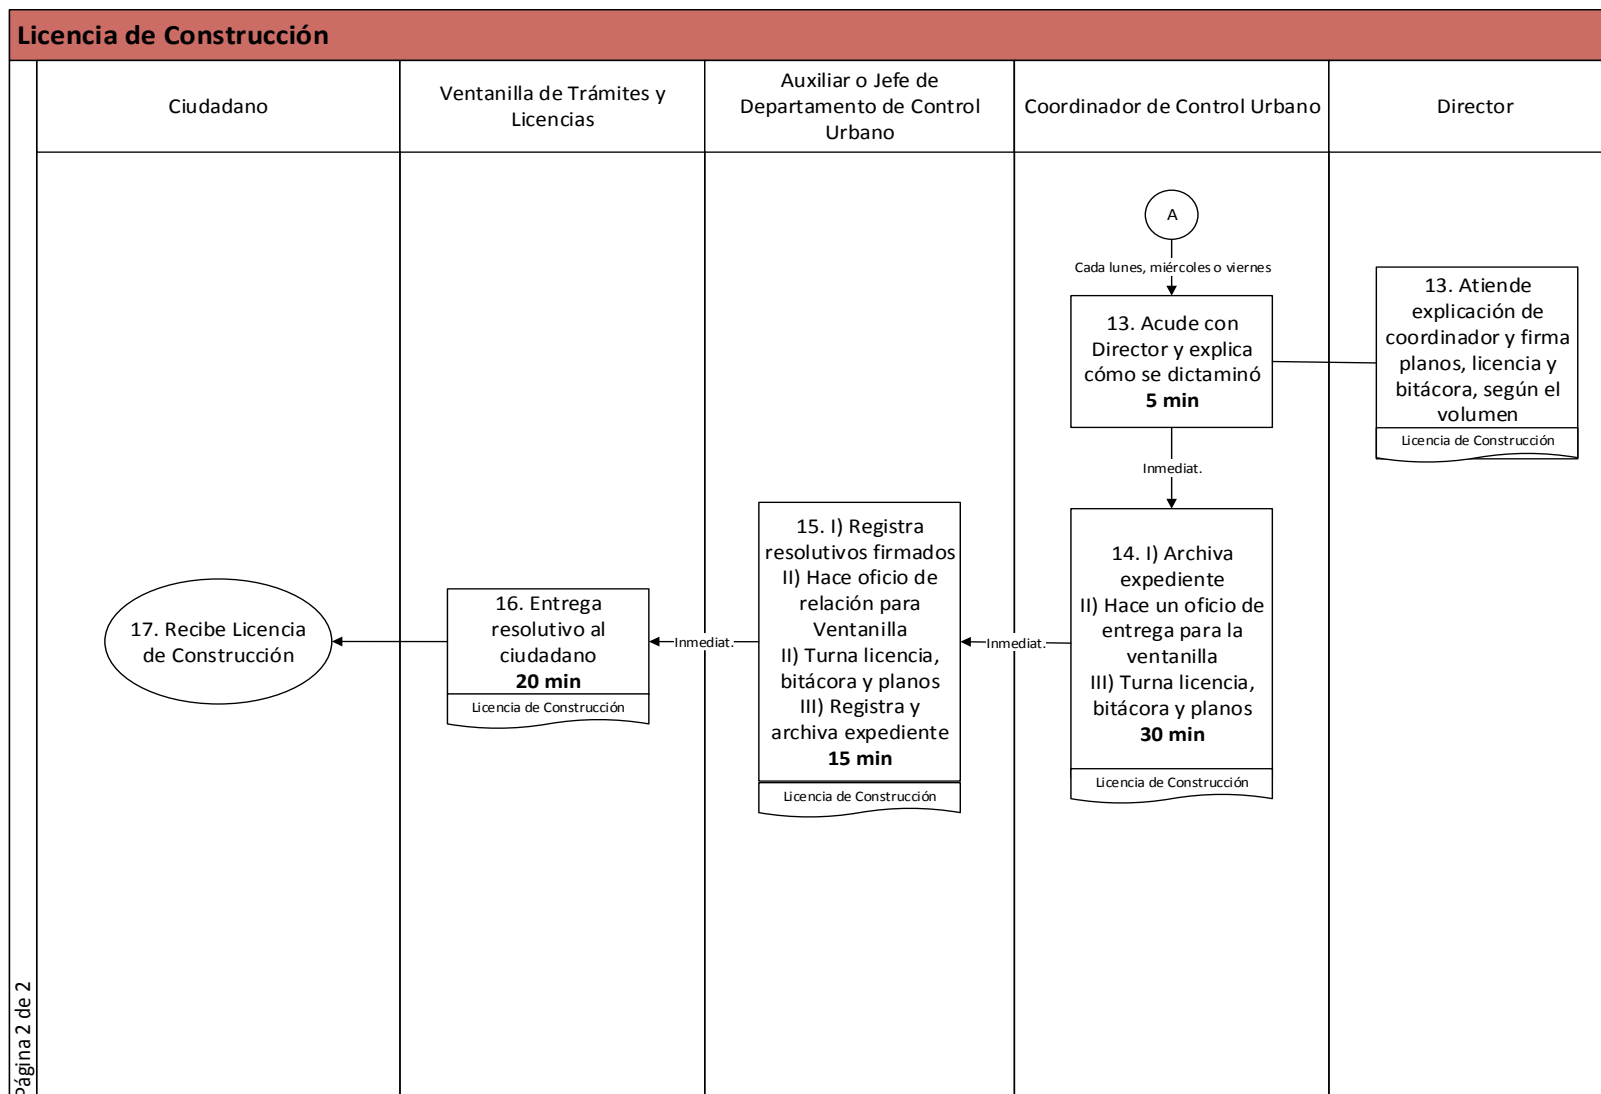 Licencia de Construcción
Ciudadano
Ventanilla de Trámites y
Licencias
Auxiliar o Jefe de
Departamento de Control
Urbano
Coordinador de Control Urbano
Director
A
Cada lunes, miércoles o viernes
13. Acude con
Director y explica
cómo se dictaminó
5 min
13. Atiende
explicación de
coordinador y firma
planos, licencia y
bitácora, según el
volumen
Licencia de Construcción
Inmediat.
14. I) Archiva
expediente
II) Hace un oficio de
entrega para la
ventanilla
III) Turna licencia,
bitácora y planos
30 min
Licencia de Construcción
Inmediat.
15. I) Registra
resolutivos firmados
II) Hace oficio de
relación para
Ventanilla
II) Turna licencia,
bitácora y planos
III) Registra y
archiva expediente
15 min
Licencia de Construcción
Inmediat.
16. Entrega
resolutivo al
ciudadano
20 min
Licencia de Construcción
17. Recibe Licencia
de Construcción
Página 2 de 2